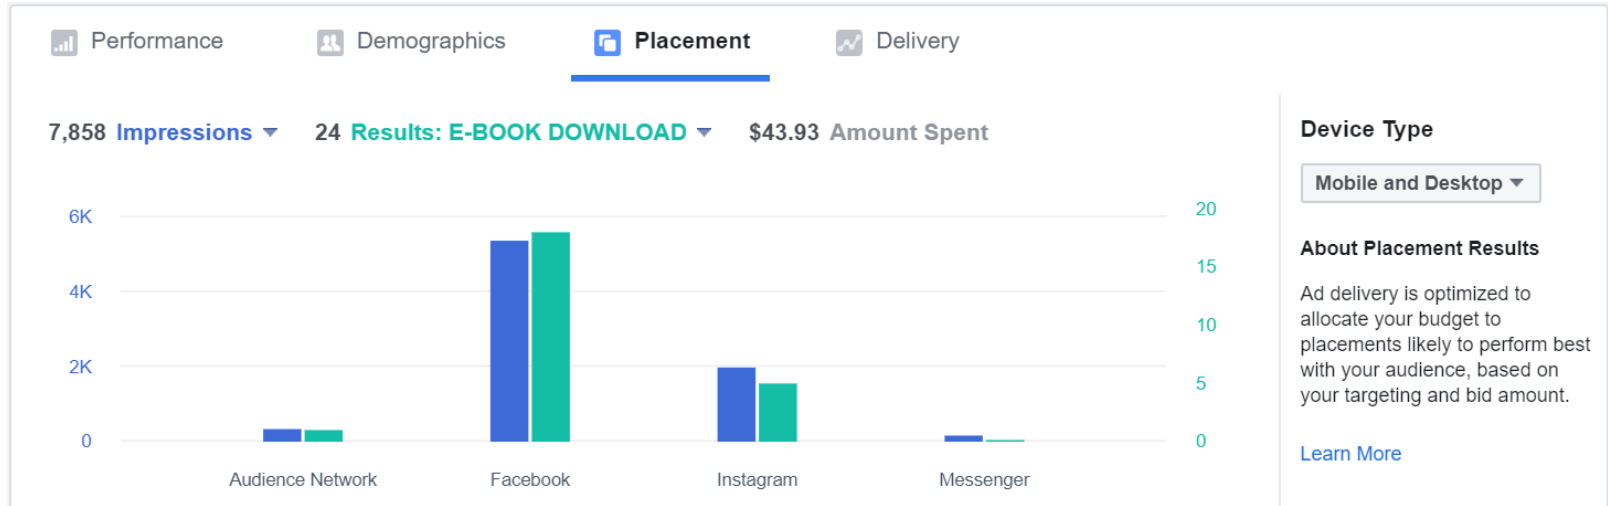 Performance
Demographics
Placement
Delivery
7,858 Impressions
24 Results: E-BOOK DOWNLOAD
$43.93 Amount Spent
6K
4K
2K
0
20
15
10
5
0
Audience Network
Facebook
Instagram
Messenger
Device Type
Mobile and Desktop
About Placement Results
Ad delivery is optimized to
allocate your budget to
placements likely to perform best
with your audience, based on
your targeting and bid amount.
Learn More